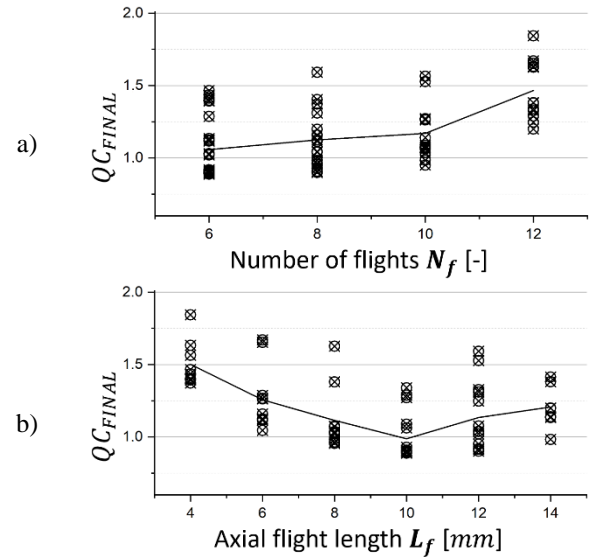 a)
QC_FINAL
2.0
1.5
1.0
6 8 10 12
Number of flights N_f [-]
b)
QC_FINAL
2.0
1.5
1.0
4 6 8 10 12 14
Axial flight length L_f [mm]